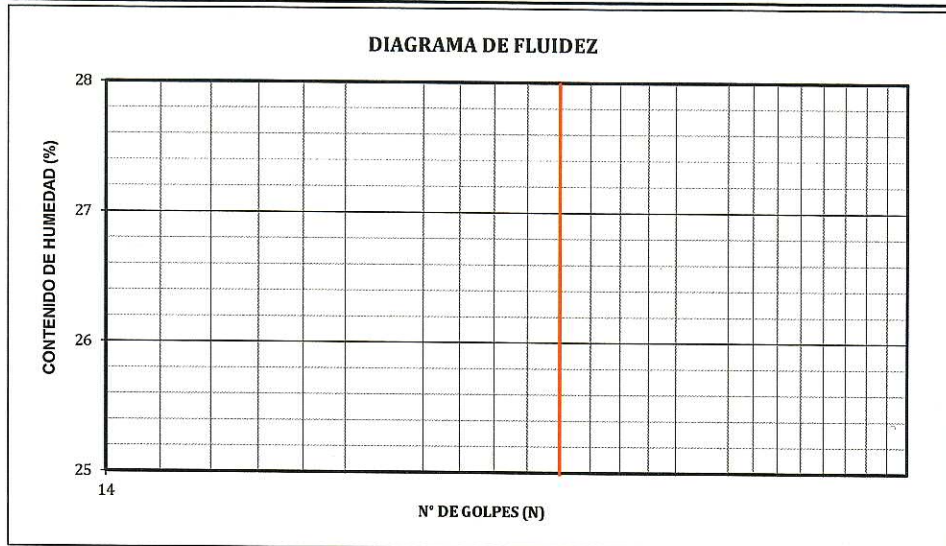 DIAGRAMA DE FLUIDEZ
CONTENIDO DE HUMEDAD (%)
28
27
26
25
14
N° DE GOLPES (N)